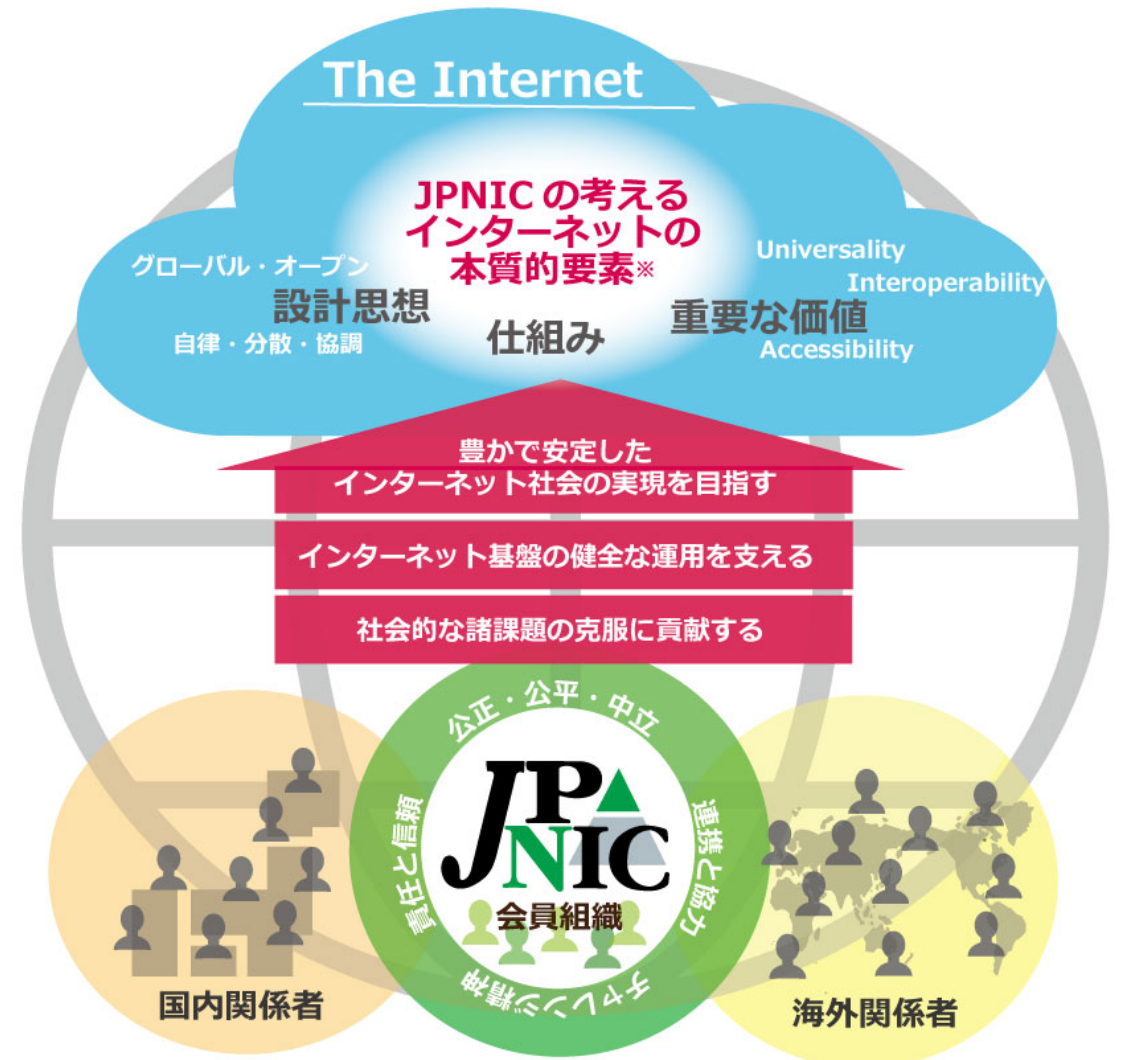 The Internet
JPNIC の考える
インターネットの
本質的要素※
グローバル・オープン
設計思想
自律・分散・協調
仕組み
Universality
Interoperability
重要な価値
Accessibility
豊かで安定した
インターネット社会の実現を目指す
インターネット基盤の健全な運用を支える
社会的な諸課題の克服に貢献する
公正・公平・中立
責任と信頼
連携と協力
チャレンジ精神
JPNIC
会員組織
国内関係者
海外関係者